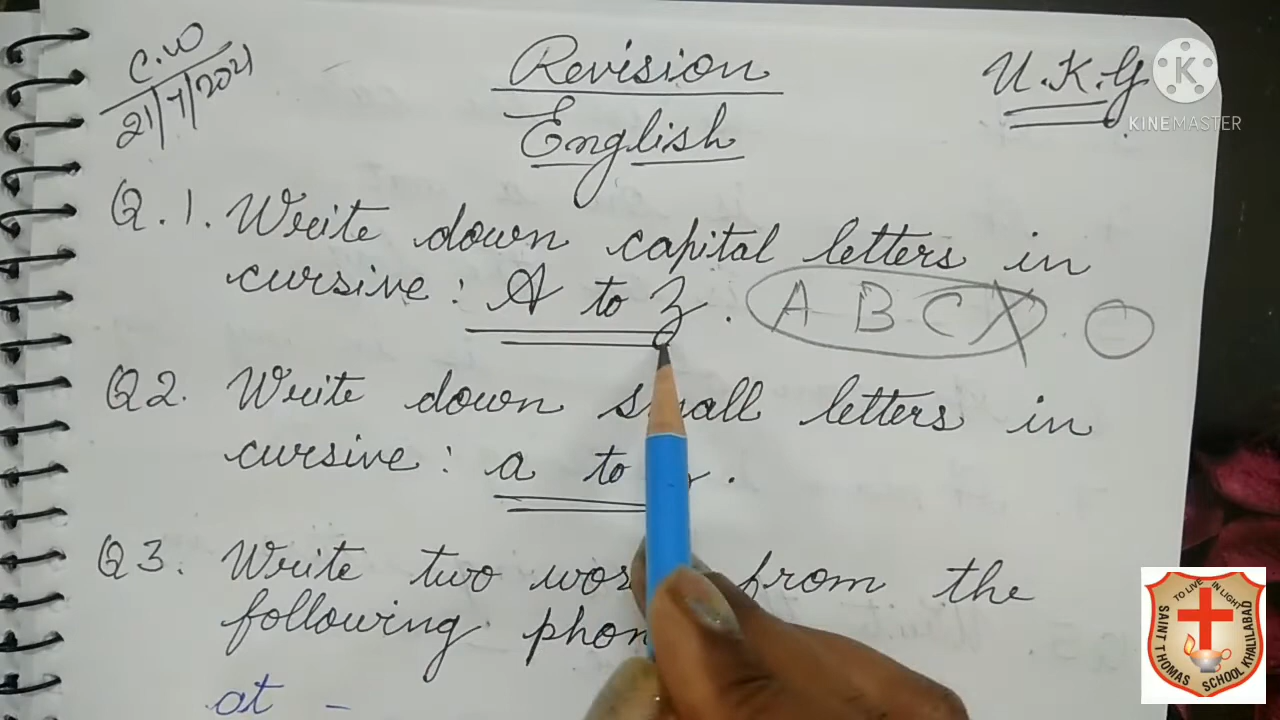 C.W
21/7/2021
Revision
English
U.K.G
KINEMASTER
Q.1. Write down capital letters in
cursive: A to Z. A B C
Q2. Write down small letters in
cursive: a to .
Q3. Write two from the
following
at -
TO LIVE IN LIGHT
SAINT THOMAS SCHOOL KHALILABAD